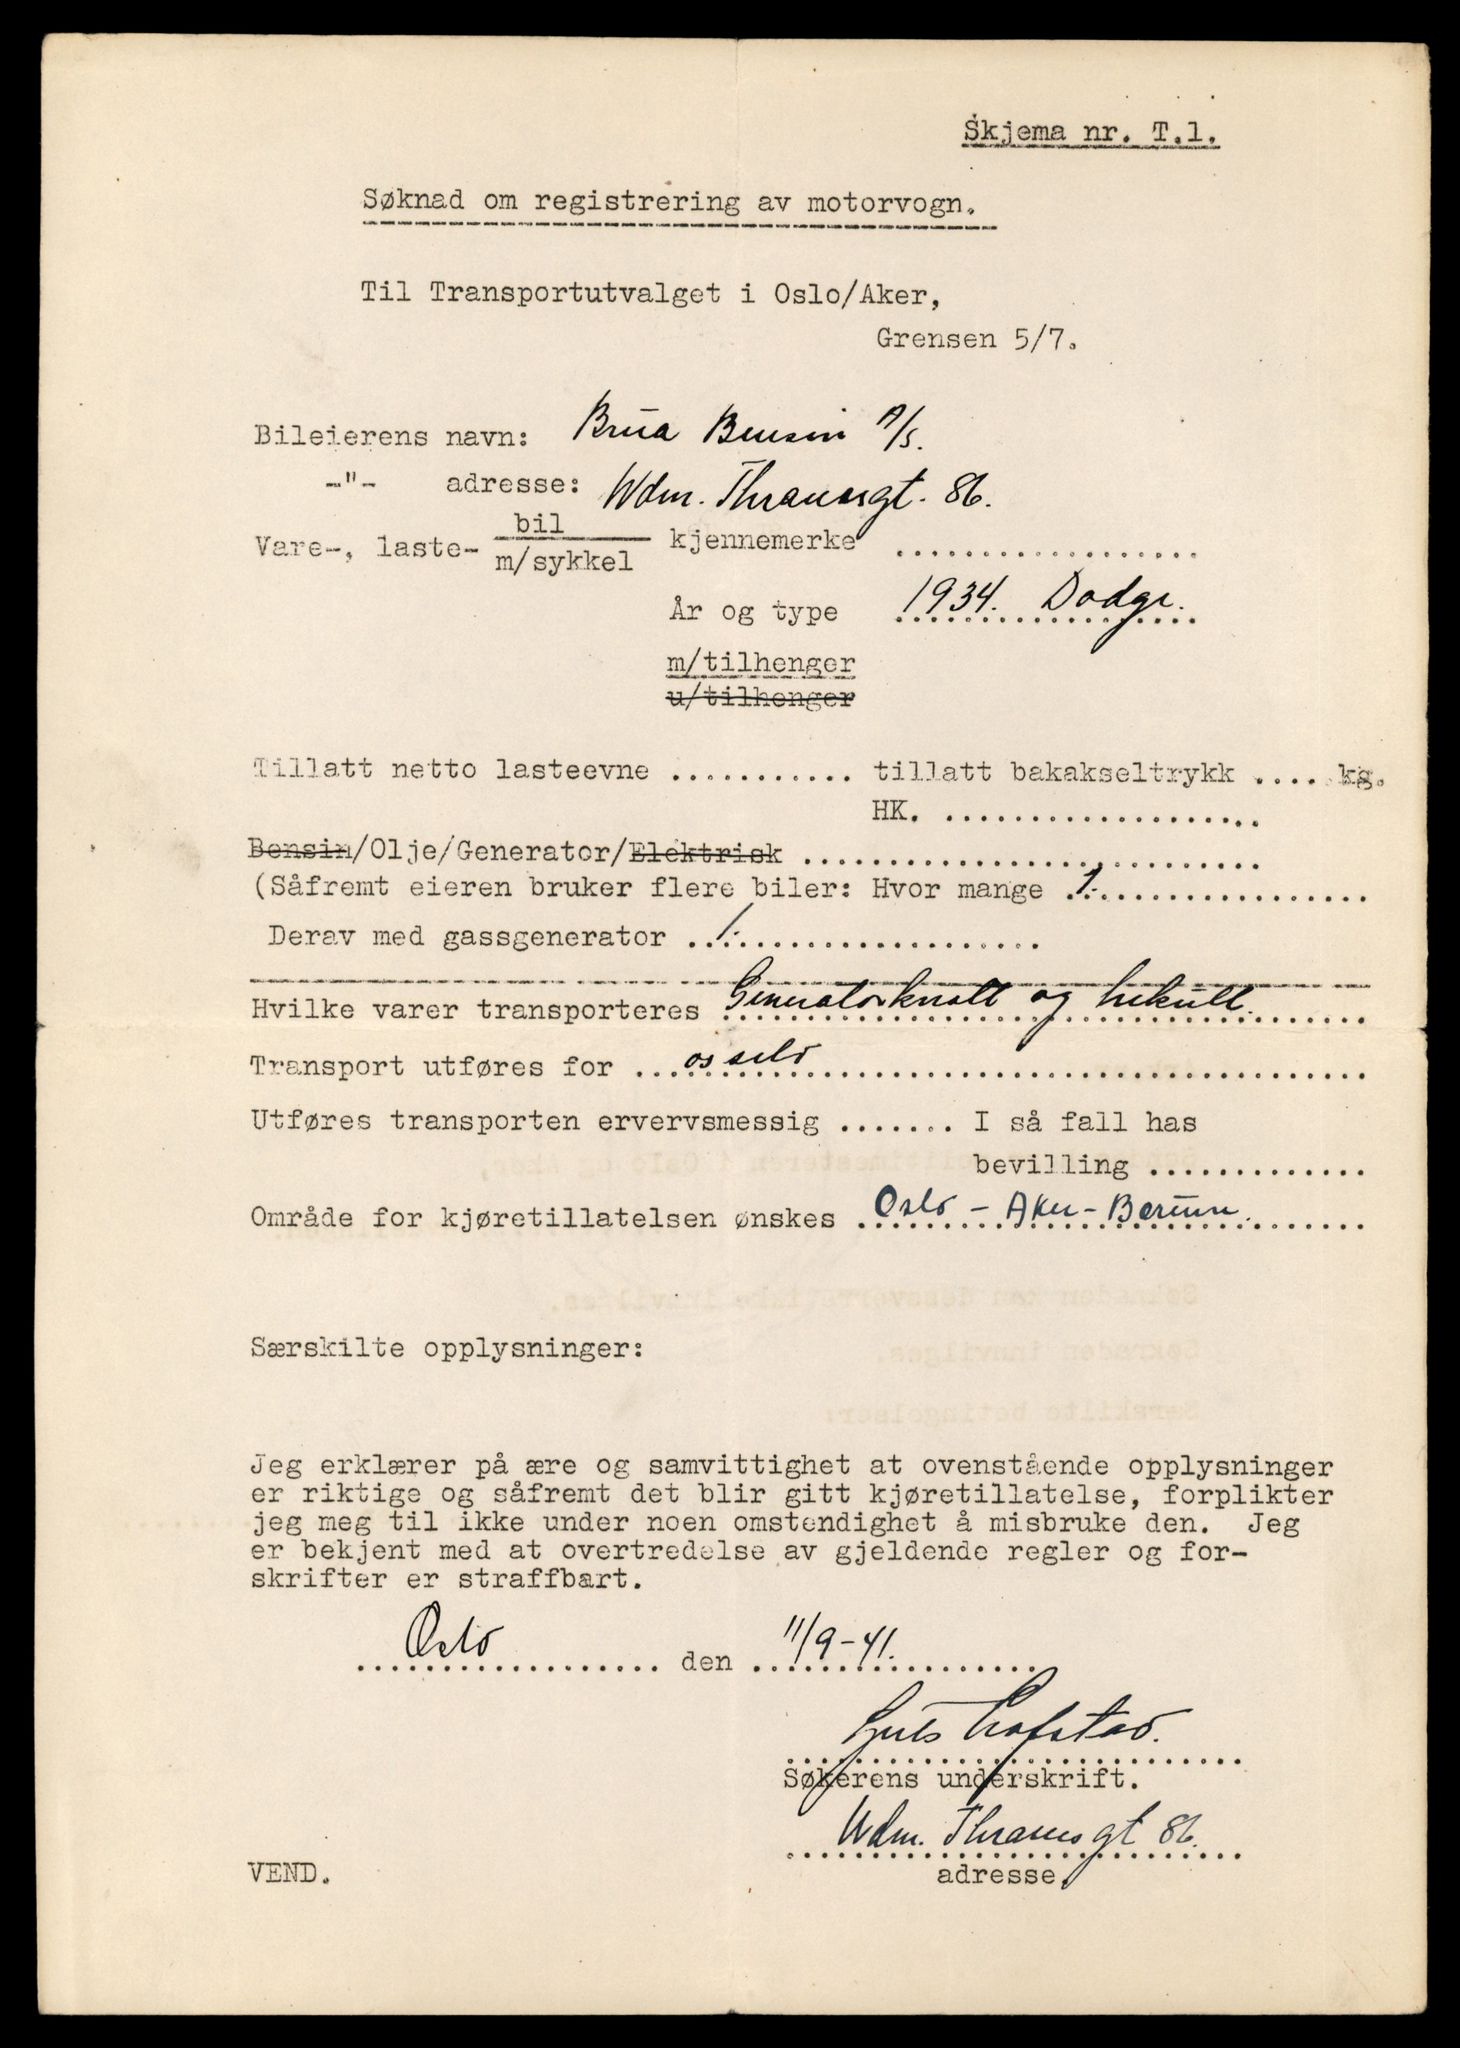 Skjema nr. T.1.
Søknad om registrering av motorvogn.
Til Transportutvalget i Oslo/Aker,
Grensen 5/7.
Bileierens navn: Brua Bensin A/S.
-"- adresse: Wdm. Thranesgt. 86.
Vare-, laste- bil kjennemerke ....................
m/sykkel
År og type 1934. Dodge.
m/tilhenger
u/tilhenger
Tillatt netto lasteevne ........... tillatt bakakseltrykk .... kg.
HK. ...................
Bensin/Olje/Generator/Elektrisk ............................
(Såfremt eieren bruker flere biler: Hvor mange 1.
Derav med gassgenerator 1.
Hvilke varer transporteres Generatorknott og trekull.
Transport utføres for os selv
Utføres transporten ervervsmessig ....... I så fall has
bevilling .............
Område for kjøretillatelsen ønskes Oslo - Aker - Berum.
Særskilte opplysninger:
Jeg erklærer på ære og samvittighet at ovenstående opplysninger
er riktige og såfremt det blir gitt kjøretillatelse, forplikter
jeg meg til ikke under noen omstendighet å misbruke den. Jeg
er bekjent med at overtredelse av gjeldende regler og for-
skrifter er straffbart.
Oslo den 11/9-41.
Søkerens underskrift.
Wdm. Thranesgt 86.
VEND. adresse.